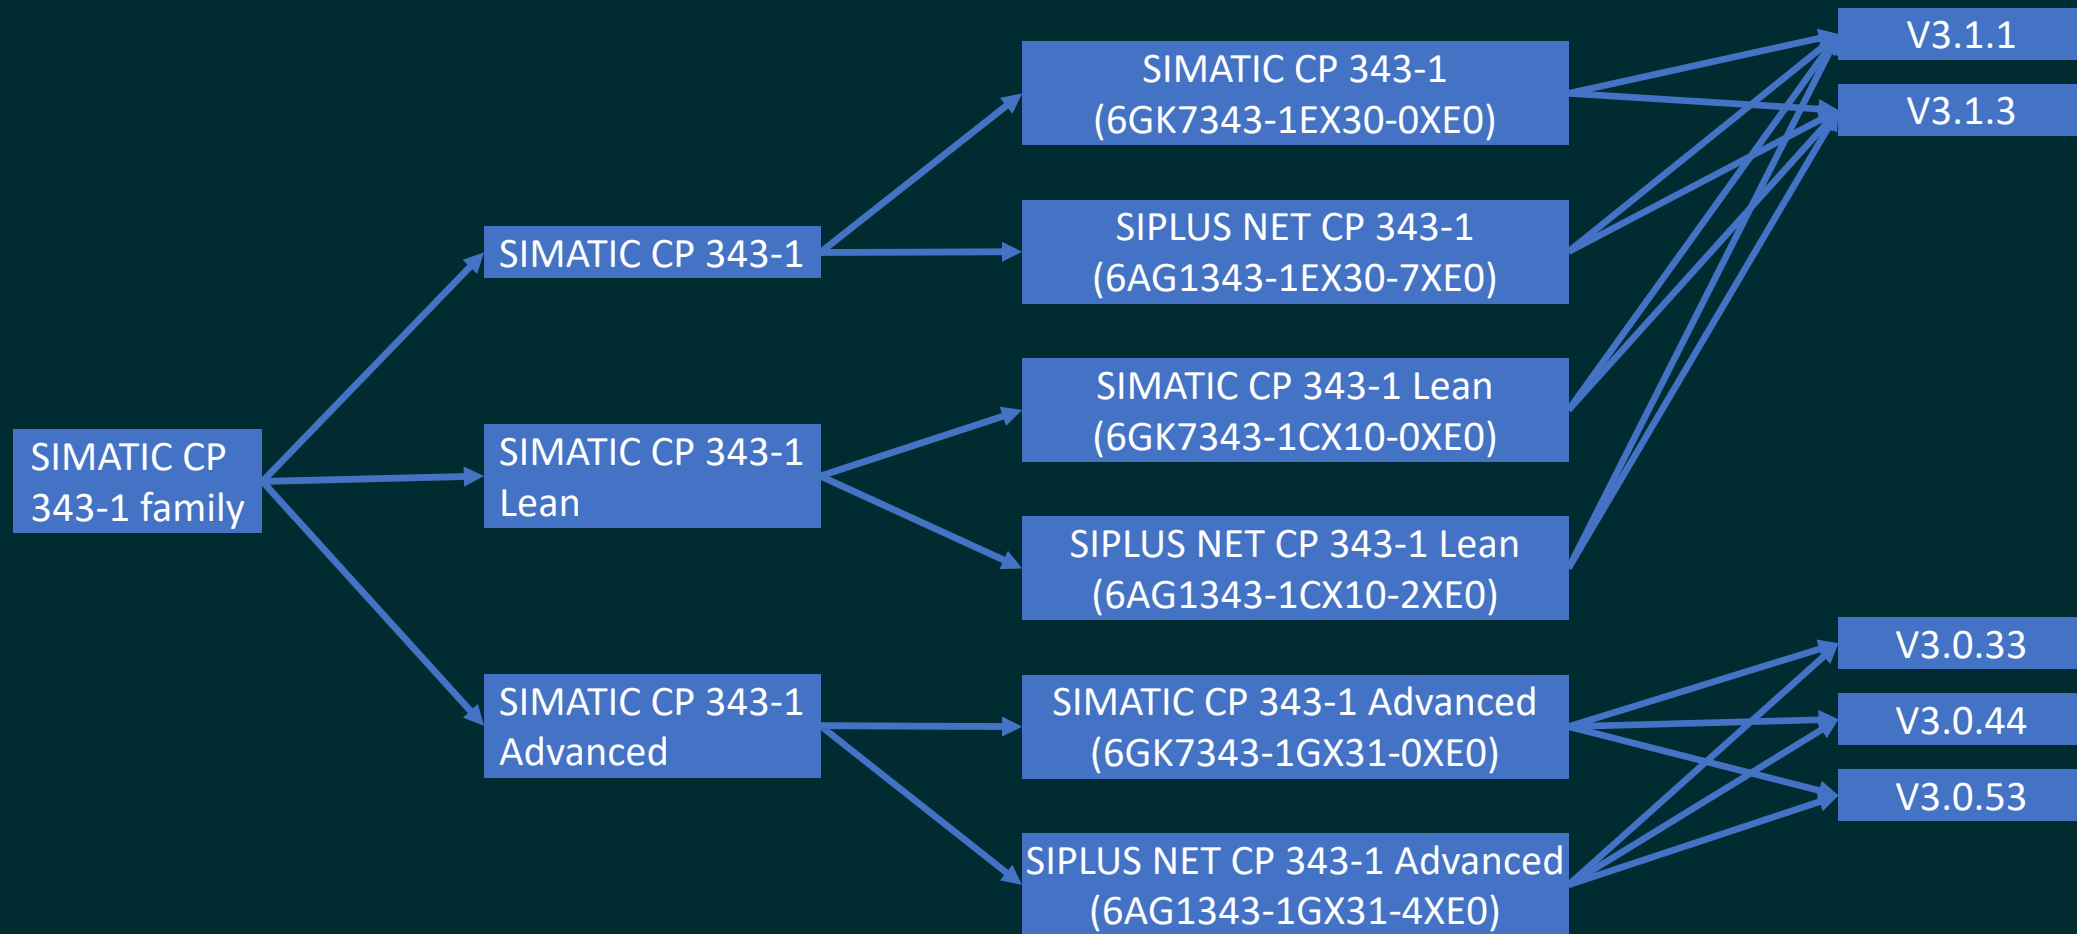 SIMATIC CP
343-1 family
SIMATIC CP 343-1
SIMATIC CP 343-1
Lean
SIMATIC CP 343-1
Advanced
SIMATIC CP 343-1
(6GK7343-1EX30-0XE0)
SIPLUS NET CP 343-1
(6AG1343-1EX30-7XE0)
SIMATIC CP 343-1 Lean
(6GK7343-1CX10-0XE0)
SIPLUS NET CP 343-1 Lean
(6AG1343-1CX10-2XE0)
SIMATIC CP 343-1 Advanced
(6GK7343-1GX31-0XE0)
SIPLUS NET CP 343-1 Advanced
(6AG1343-1GX31-4XE0)
V3.1.1
V3.1.3
V3.0.33
V3.0.44
V3.0.53